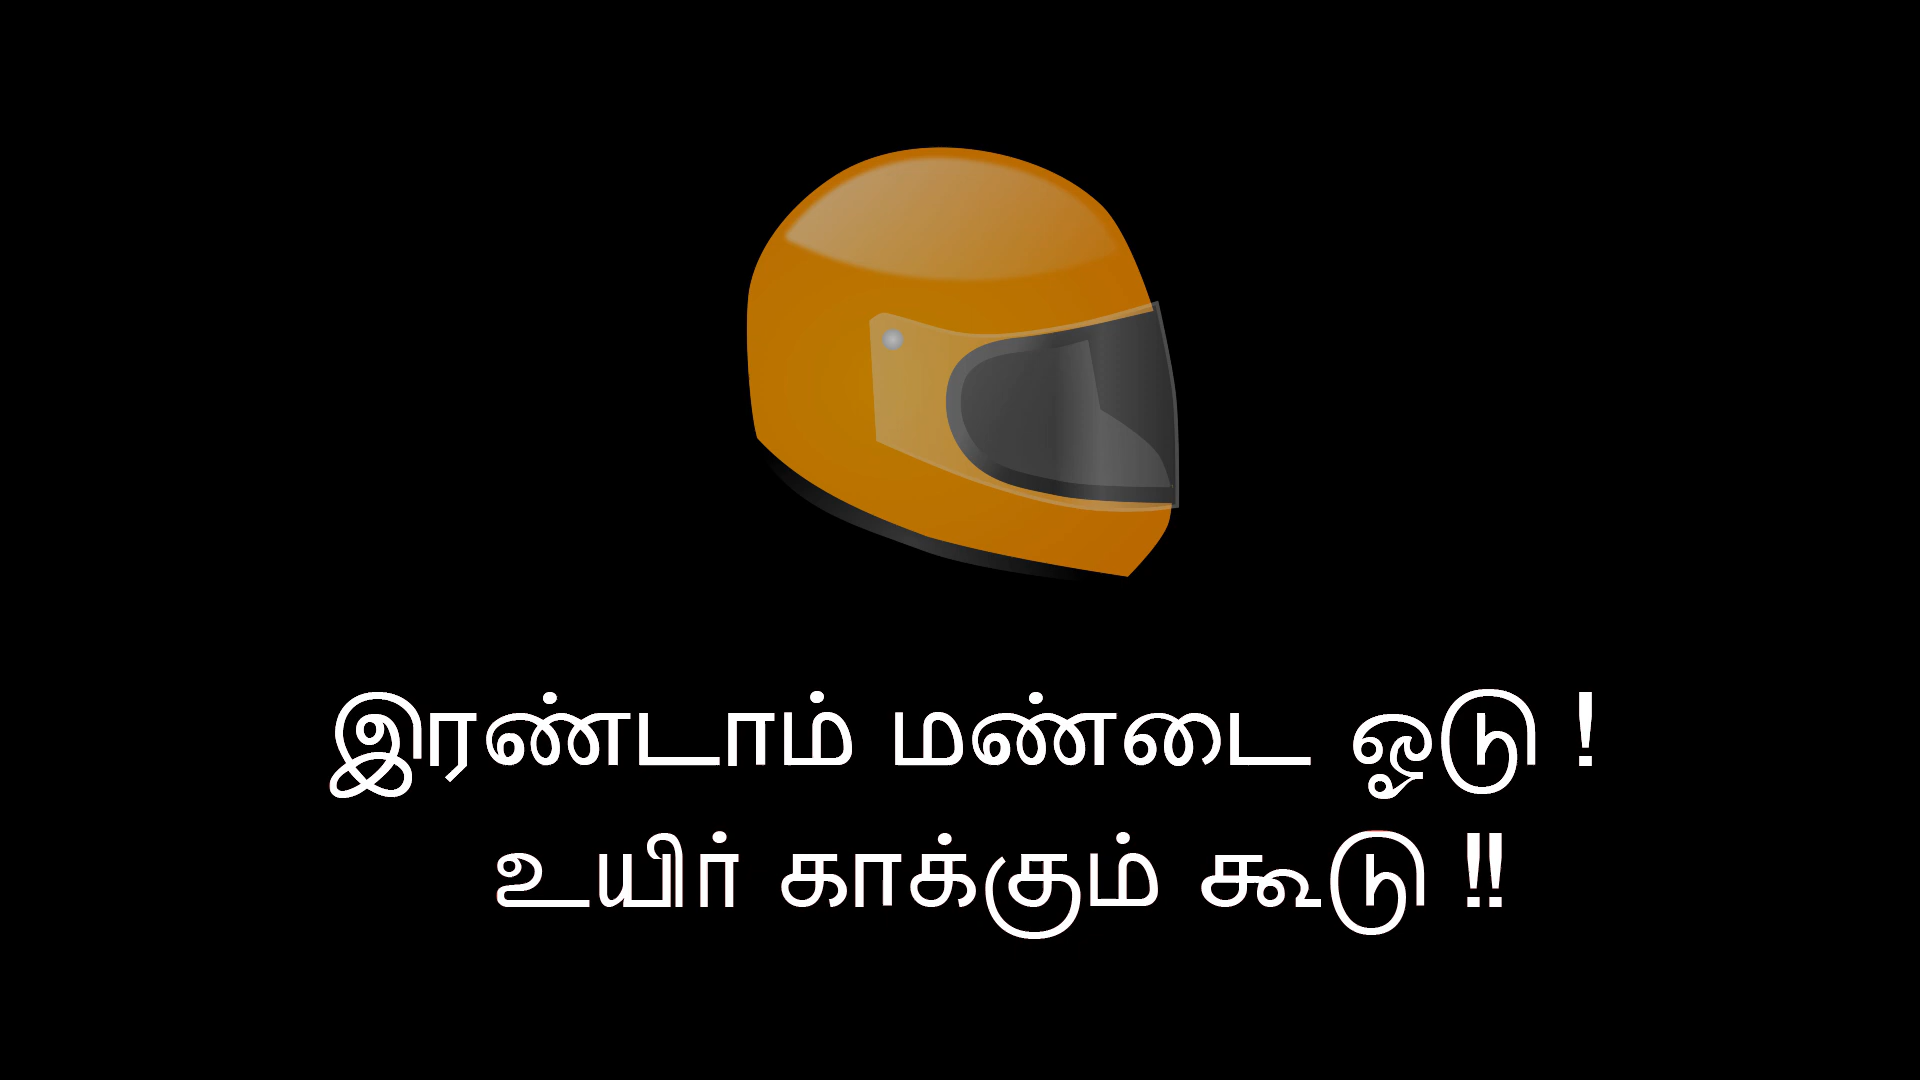 இரண்டாம் மண்டை ஓடு !
உயிர் காக்கும் கூடு !!